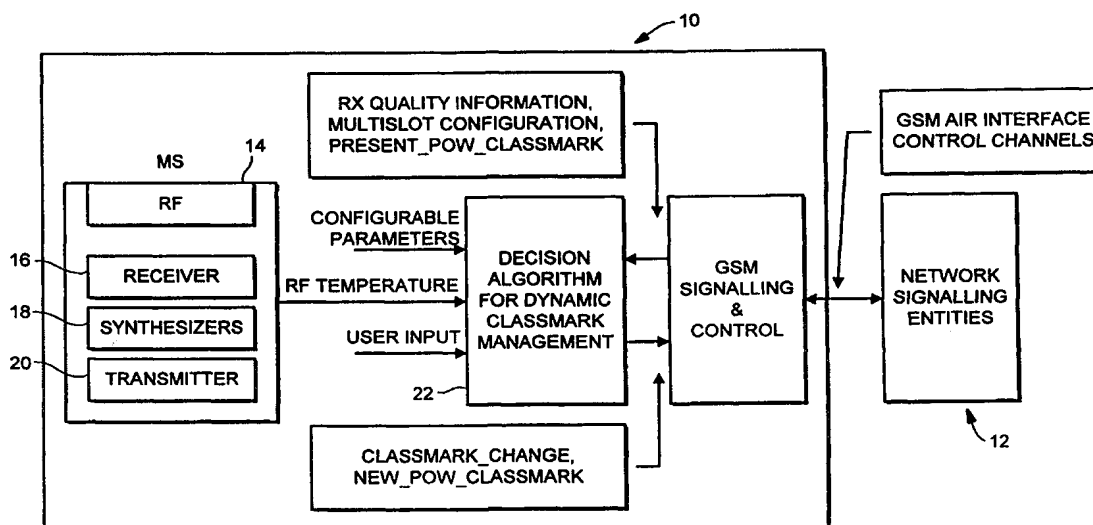 10
RX QUALITY INFORMATION,
MULTISLOT CONFIGURATION,
PRESENT_POW_CLASSMARK
GSM AIR INTERFACE
CONTROL CHANNELS
MS
14
RF
16
RECEIVER
18
SYNTHESIZERS
20
TRANSMITTER
CONFIGURABLE
PARAMETERS
RF TEMPERATURE
USER INPUT
DECISION
ALGORITHM
FOR DYNAMIC
CLASSMARK
MANAGEMENT
22
GSM
SIGNALLING
&
CONTROL
NETWORK
SIGNALLING
ENTITIES
12
CLASSMARK_CHANGE,
NEW_POW_CLASSMARK